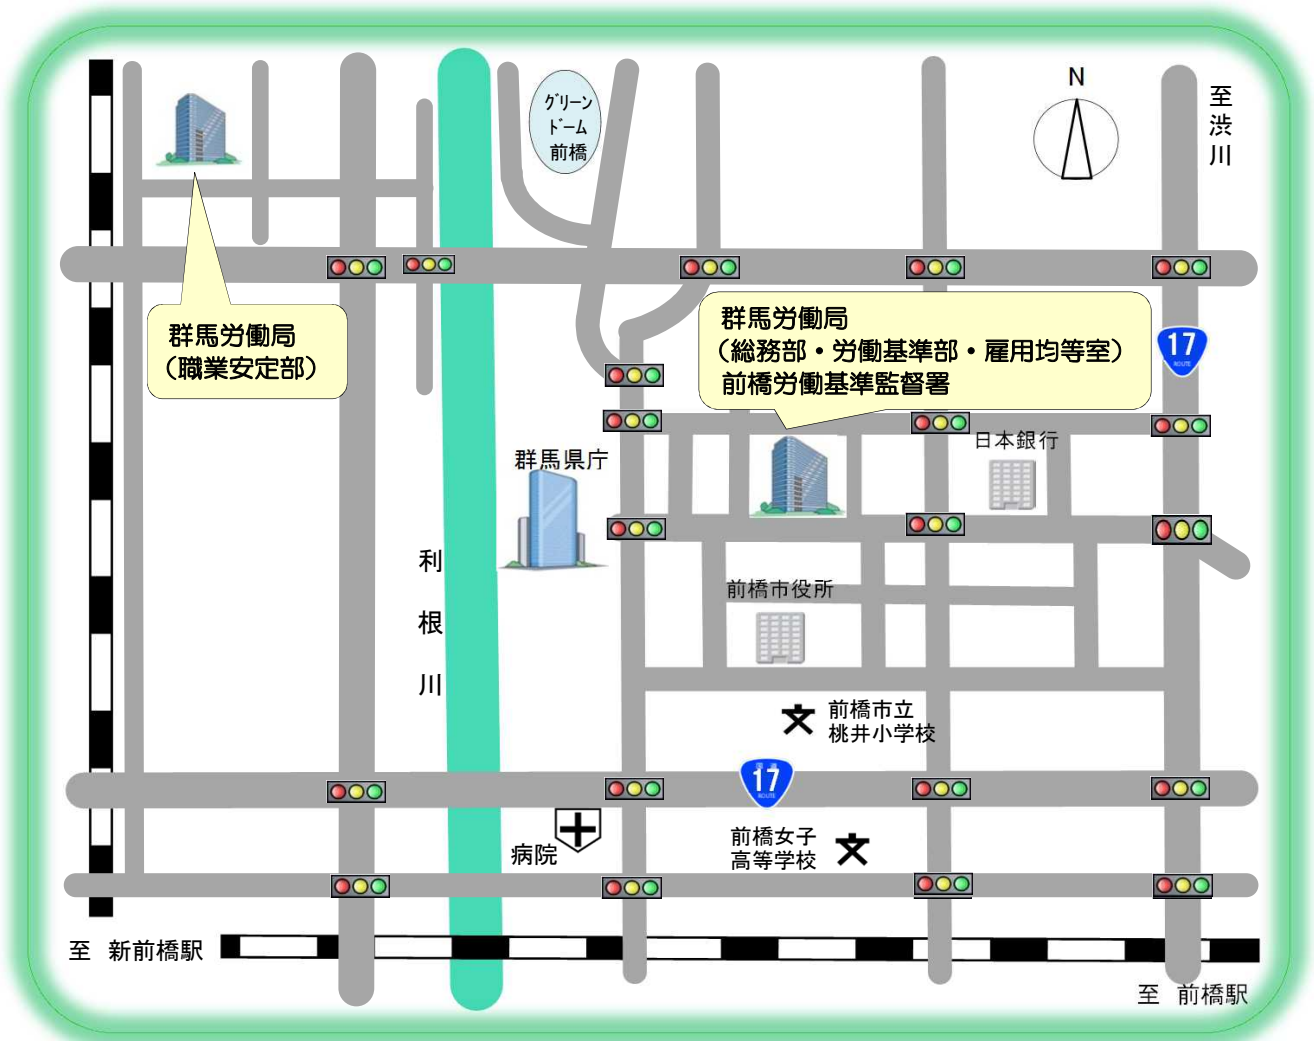 グリーン
ドーム
前橋
N
至渋川
群馬労働局
（職業安定部）
群馬労働局
（総務部・労働基準部・雇用均等室）
前橋労働基準監督署
17
ROUTE
日本銀行
群馬県庁
利根川
前橋市役所
前橋市立
桃井小学校
国道
17
ROUTE
病院
前橋女子
高等学校
至 新前橋駅
至 前橋駅